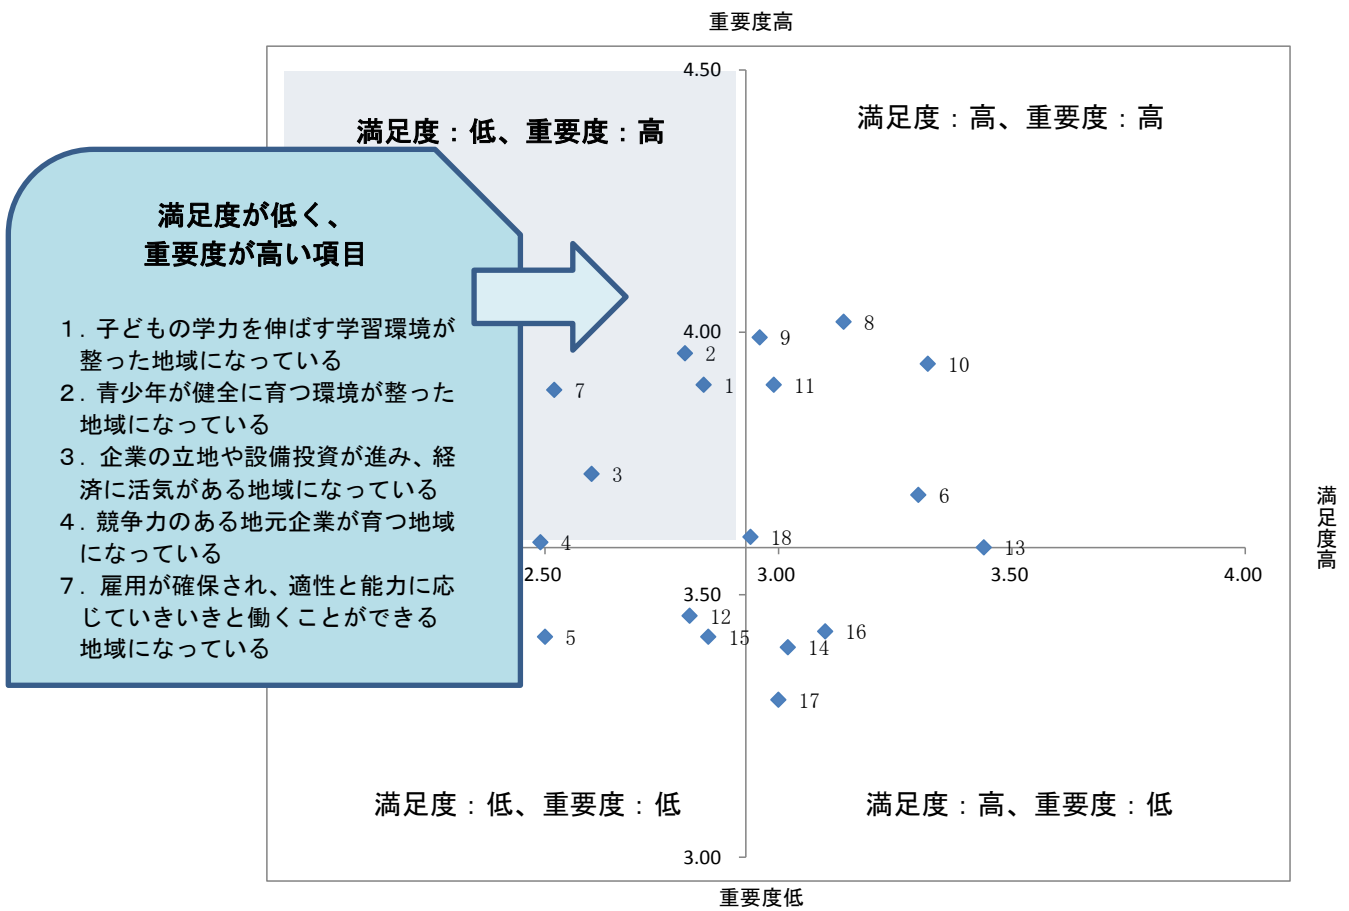 重要度高
4.50
満足度：低、重要度：高
満足度：高、重要度：高
満足度が低く、
重要度が高い項目
1．子どもの学力を伸ばす学習環境が
整った地域になっている
2．青少年が健全に育つ環境が整った
地域になっている
3．企業の立地や設備投資が進み、経
済に活気がある地域になっている
4．競争力のある地元企業が育つ地域
になっている
7．雇用が確保され、適性と能力に応
じていきいきと働くことができる
地域になっている
4.00
8
9
2
10
7
1
11
3
6
18
4
13
満足度高
2.50
3.00
3.50
4.00
3.50
12
5
15
16
14
17
満足度：低、重要度：低
満足度：高、重要度：低
3.00
重要度低